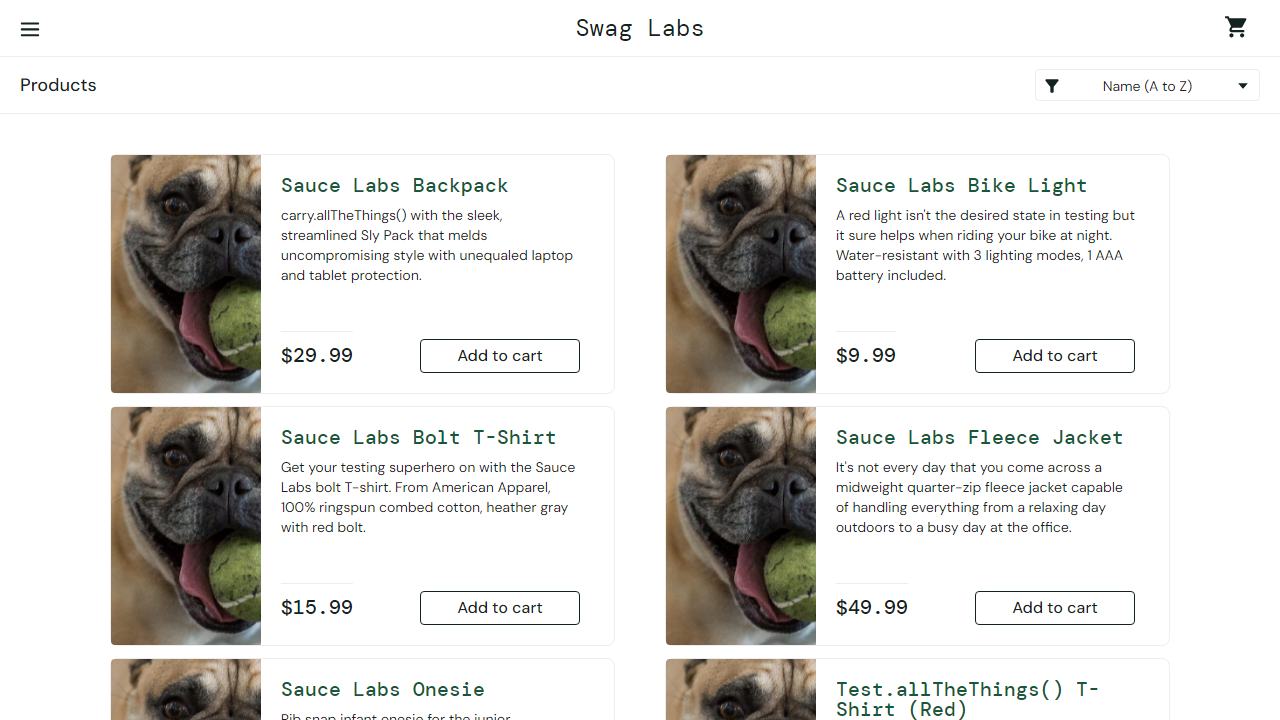 Swag Labs
Products
Name (A to Z)
Sauce Labs Backpack
carry.allTheThings() with the sleek,
streamlined Sly Pack that melds
uncompromising style with unequaled laptop
and tablet protection.
$29.99
Add to cart
Sauce Labs Bike Light
A red light isn't the desired state in testing but
it sure helps when riding your bike at night.
Water-resistant with 3 lighting modes, 1 AAA
battery included.
$9.99
Add to cart
Sauce Labs Bolt T-Shirt
Get your testing superhero on with the Sauce
Labs bolt T-shirt. From American Apparel,
100% ringspun combed cotton, heather gray
with red bolt.
$15.99
Add to cart
Sauce Labs Fleece Jacket
It's not every day that you come across a
midweight quarter-zip fleece jacket capable
of handling everything from a relaxing day
outdoors to a busy day at the office.
$49.99
Add to cart
Sauce Labs Onesie
Rib snap infant onesie for the junior
Test.allTheThings() T-
Shirt (Red)